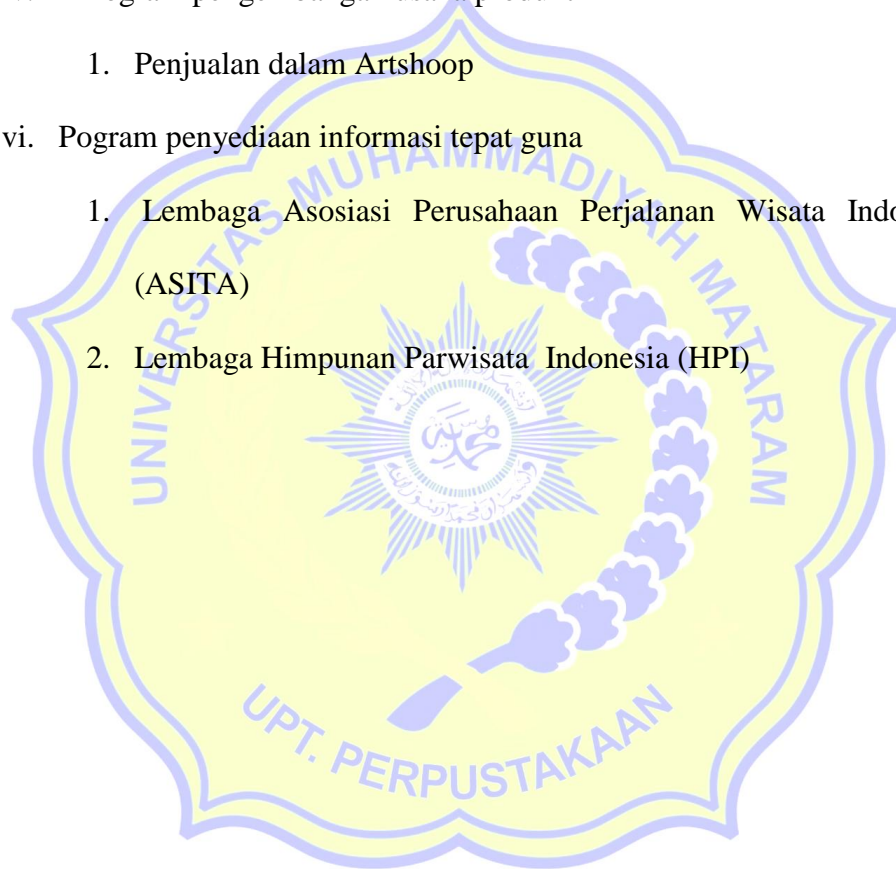 1. Penjualan dalam Artshoop
vi. Pogram penyediaan informasi tepat guna
1. Lembaga Asosiasi Perusahaan Perjalanan Wisata Indo
(ASITA)
2. Lembaga Himpunan Parwisata Indonesia (HPI)
UNIVERSITAS MUHAMMADIYAH MATARAM
UPT. PERPUSTAKAAN